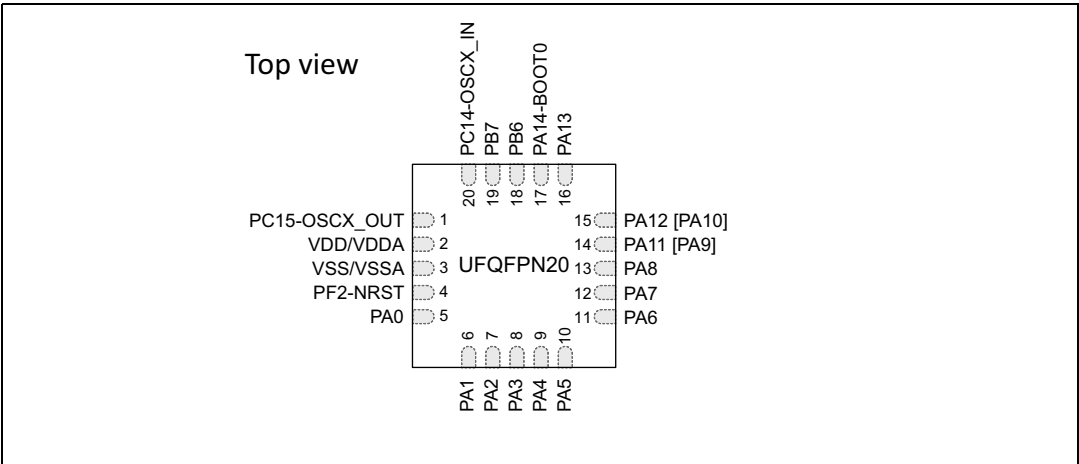 Top view
PC14-OSCX_IN
PB7
PB6
PA14-BOOT0
PA13
20
19
18
17
16
PC15-OSCX_OUT 1
VDD/VDDA 2
VSS/VSSA 3
PF2-NRST 4
PA0 5
UFQFPN20
15 PA12 [PA10]
14 PA11 [PA9]
13 PA8
12 PA7
11 PA6
6
7
8
9
10
PA1
PA2
PA3
PA4
PA5